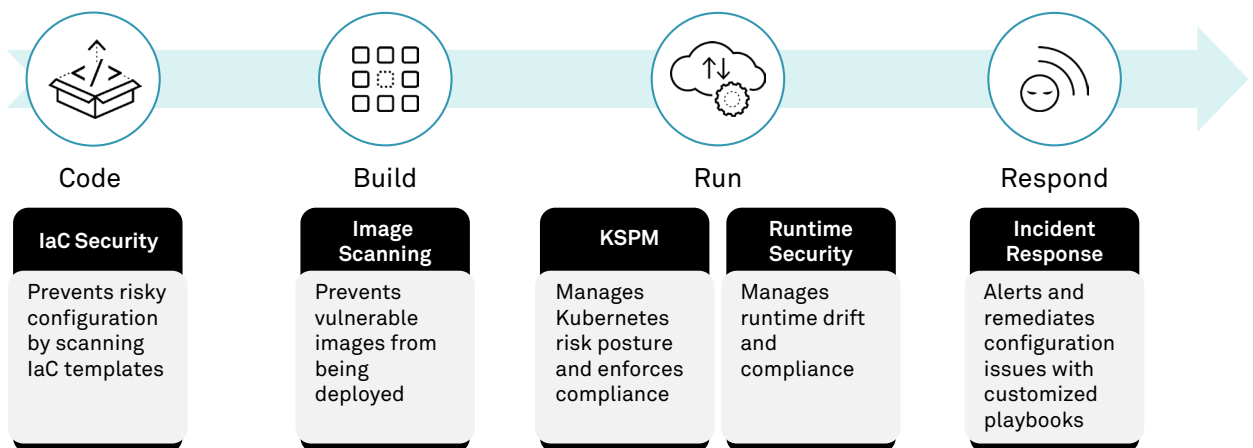 Code
Build
Run
Respond
IaC Security
Prevents risky
configuration
by scanning
IaC templates
Image
Scanning
Prevents
vulnerable
images from
being
deployed
KSPM
Manages
Kubernetes
risk posture
and enforces
compliance
Runtime
Security
Manages
runtime drift
and
compliance
Incident
Response
Alerts and
remediates
configuration
issues with
customized
playbooks